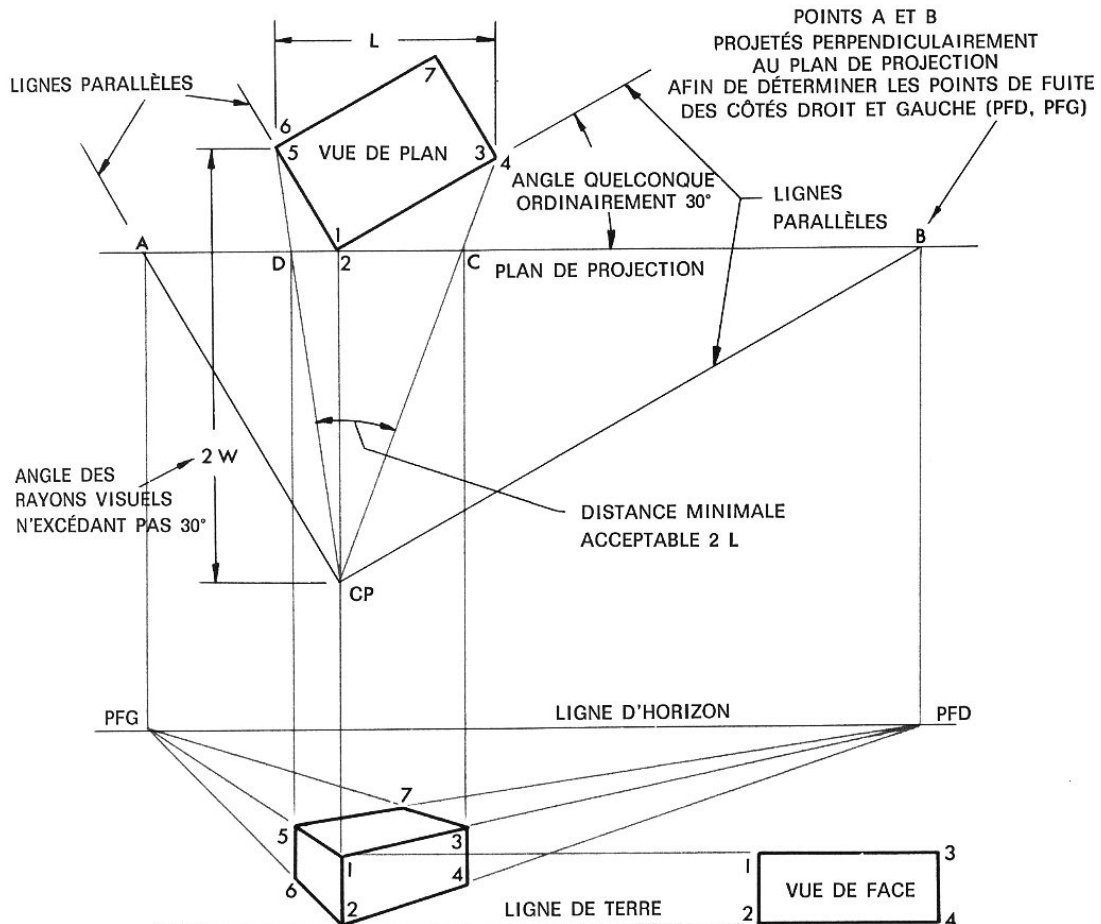 POINTS A ET B
PROJETÉS PERPENDICULAIREMENT
AU PLAN DE PROJECTION
AFIN DE DÉTERMINER LES POINTS DE FUITE
DES CÔTÉS DROIT ET GAUCHE (PFD, PFG)
L
LIGNES PARALLÈLES
7
6
5
VUE DE PLAN
3
4
ANGLE QUELCONQUE
ORDINAIREMENT 30°
LIGNES
PARALLÈLES
1
A
B
D
2
C
PLAN DE PROJECTION
2 W
ANGLE DES
RAYONS VISUELS
N'EXCÉDANT PAS 30°
DISTANCE MINIMALE
ACCEPTABLE 2 L
CP
PFG
LIGNE D'HORIZON
PFD
7
5
3
1
6
4
2
LIGNE DE TERRE
1
3
VUE DE FACE
2
4